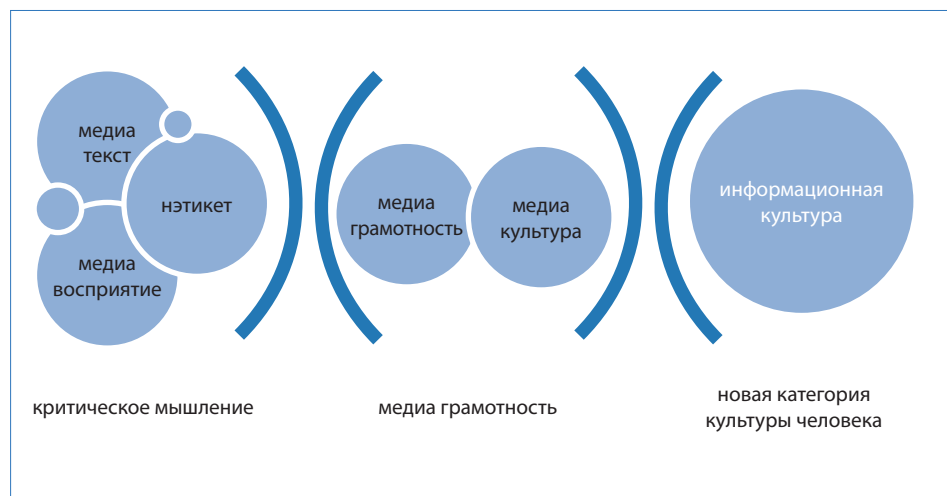 медиа
текст
нэтикет
медиа
восприятие
медиа
грамотность
медиа
культура
информационная
культура
критическое мышление
медиа грамотность
новая категория
культуры человека